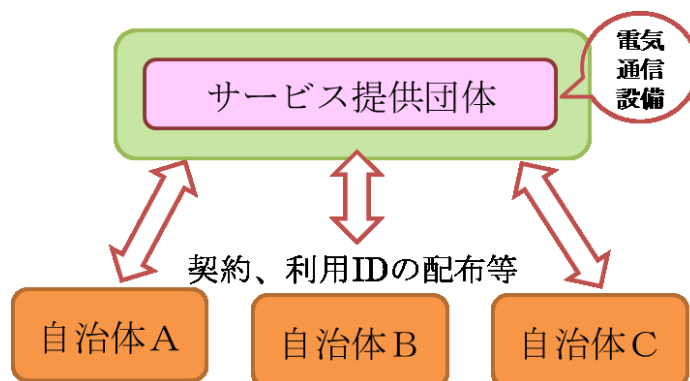 電気
通信
設備
サービス提供団体
契約、利用IDの配布等
自治体A
自治体B
自治体C